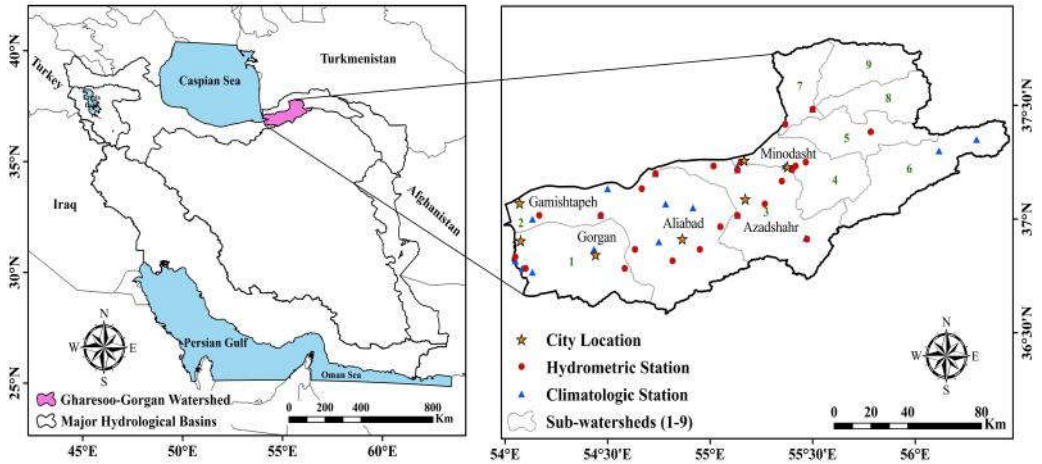 40°N
35°N
30°N
25°N
Turkey
Caspian Sea
Turkmenistan
Iraq
Afghanistan
Persian Gulf
Oman Sea
N
W E
S
Gharesoo-Gorgan Watershed
Major Hydrological Basins
0 200 400 800
Km
45°E 50°E 55°E 60°E
9
7
8
5
Minodasht
6
4
Gamishtapeh
2
3
Aliabad
Azadshahr
Gorgan
1
37°30'N
37°N
36°30'N
City Location
Hydrometric Station
Climatologic Station
Sub-watersheds (1-9)
N
W E
S
0 20 40 80
Km
54°E 54°30'E 55°E 55°30'E 56°E